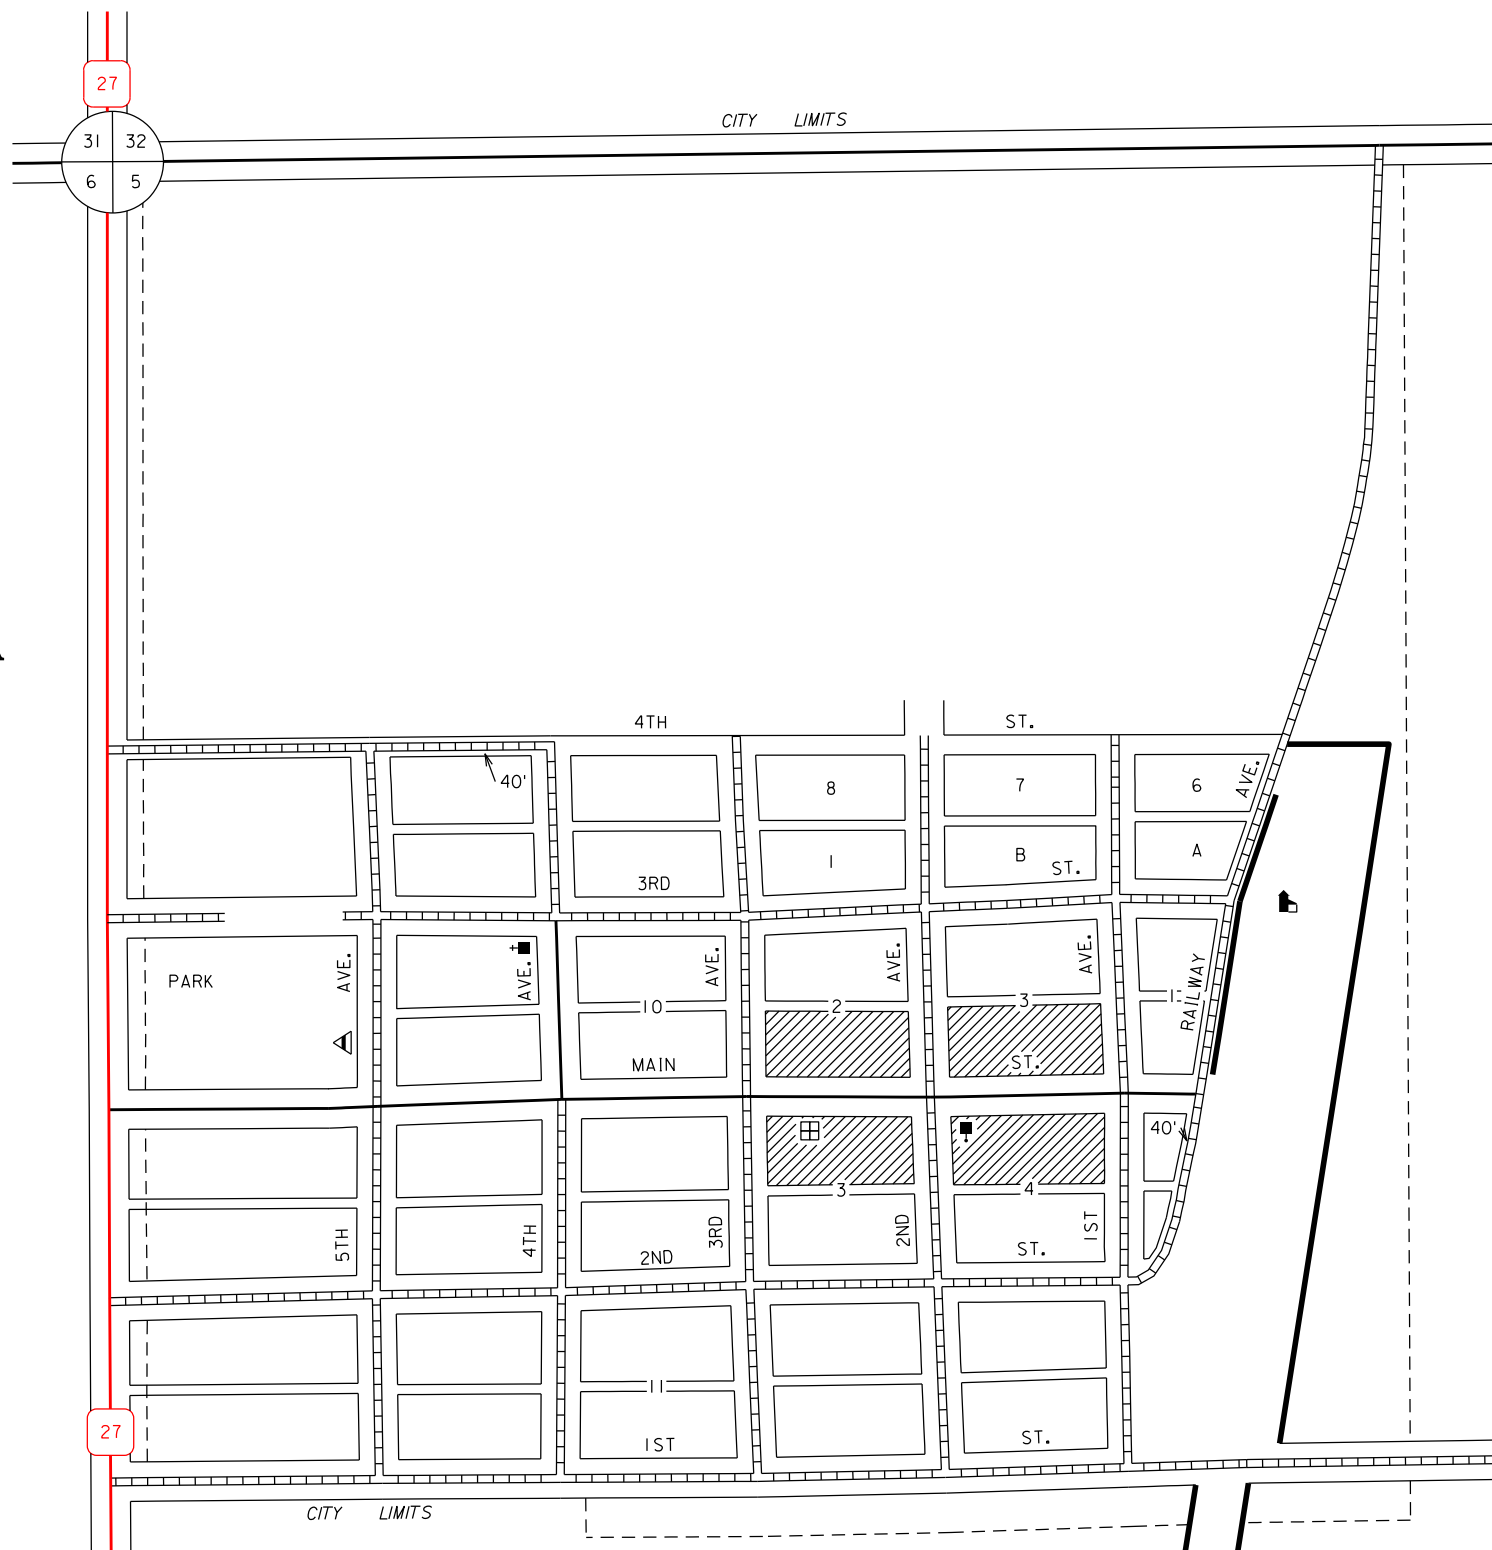 27
CITY LIMITS
31 32
6 5
4TH ST.
40'
8 7 6
AVE.
1 B A
3RD ST.
PARK
AVE.
AVE.
AVE.
AVE.
AVE.
RAILWAY
10 2 3
MAIN ST.
40'
3 4
5TH
4TH
3RD
2ND
1ST
2ND ST.
11
1ST ST.
27
CITY LIMITS